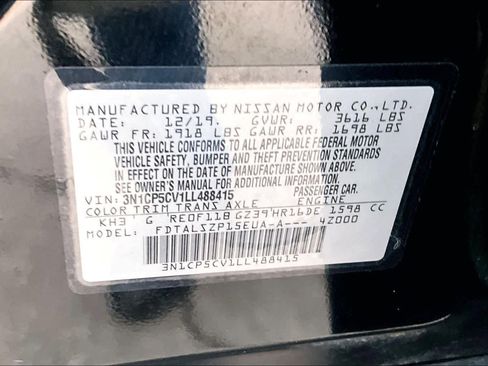 MANUFACTURED BY NISSAN MOTOR CO.,LTD.
DATE: 12/19. GVWR: 3616 LBS
GAWR FR: 1918 LBS GAWR RR: 1698 LBS
THIS VEHICLE CONFORMS TO ALL APPLICABLE FEDERAL MOTOR
VEHICLE SAFETY, BUMPER AND THEFT PREVENTION STANDARDS
IN EFFECT ON THE DATE OF MANUFACTURE SHOWN ABOVE.
SEE OWNER'S MANUAL FOR ADDITIONAL INFORMATION
VIN: 3N1CP5CV1LL488415 PASSENGER CAR.
COLOR TRIM TRANS AXLE ENGINE
KH3 G RE0F11B GZ39 HR16DE 1598 CC
MODEL: FDTALSZP15EUA-A--- 42000
3N1CP5CV1LL488415